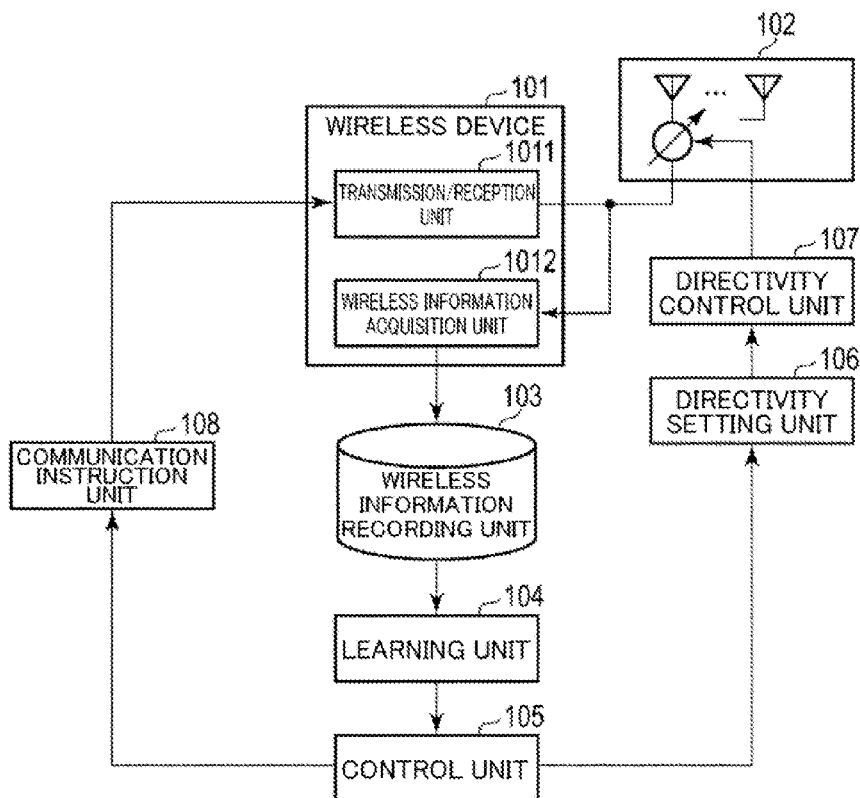 102
101
WIRELESS DEVICE
1011
TRANSMISSION/RECEPTION
UNIT
1012
WIRELESS INFORMATION
ACQUISITION UNIT
107
DIRECTIVITY
CONTROL UNIT
106
DIRECTIVITY
SETTING UNIT
103
WIRELESS
INFORMATION
RECORDING UNIT
108
COMMUNICATION
INSTRUCTION
UNIT
104
LEARNING UNIT
105
CONTROL UNIT